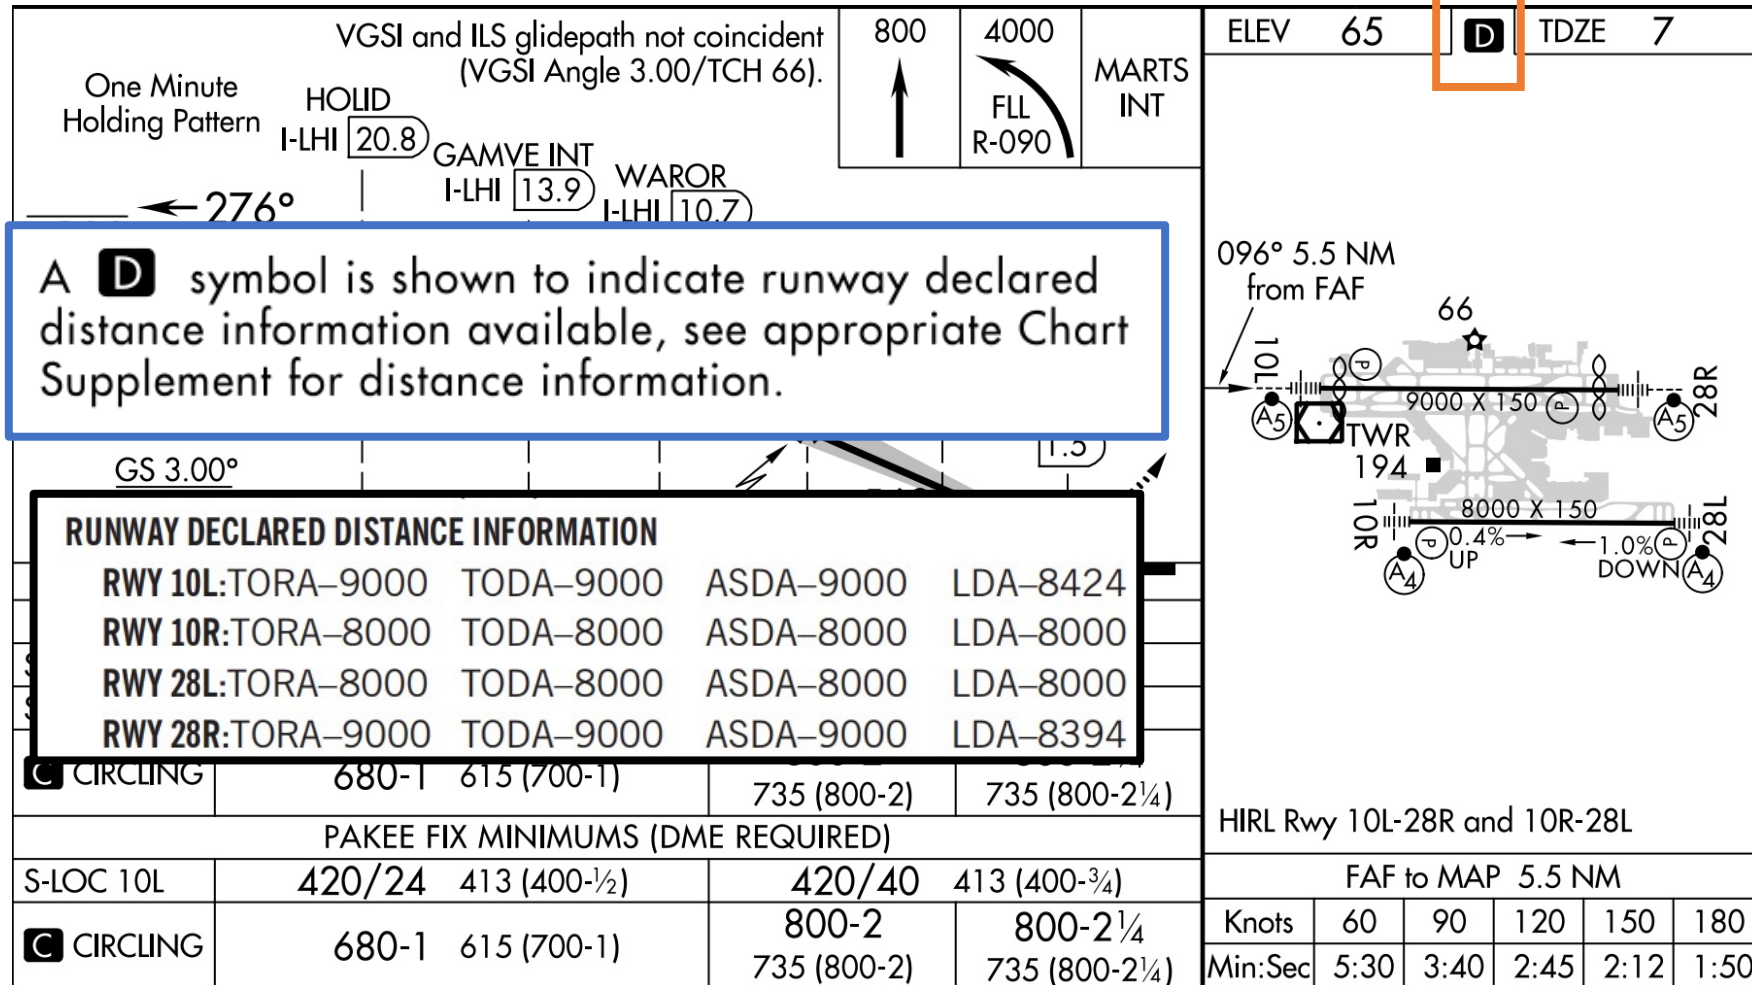 VGSI and ILS glidepath not coincident
(VGSI Angle 3.00/TCH 66).
One Minute
Holding Pattern
HOLID
I-LHI 20.8
GAMVE INT
I-LHI 13.9
WAROR
I-LHI 10.7
276°
800
4000
FLL
R-090
MARTS
INT
A D symbol is shown to indicate runway declared
distance information available, see appropriate Chart
Supplement for distance information.
GS 3.00°
1.5
RUNWAY DECLARED DISTANCE INFORMATION
RWY 10L:TORA–9000 TODA–9000 ASDA–9000 LDA–8424
RWY 10R:TORA–8000 TODA–8000 ASDA–8000 LDA–8000
RWY 28L:TORA–8000 TODA–8000 ASDA–8000 LDA–8000
RWY 28R:TORA–9000 TODA–9000 ASDA–9000 LDA–8394
C CIRCLING 680-1 615 (700-1)
735 (800-2) 735 (800-2¼)
PAKEE FIX MINIMUMS (DME REQUIRED)
S-LOC 10L 420/24 413 (400-½) 420/40 413 (400-¾)
C CIRCLING 680-1 615 (700-1)
800-2 800-2¼
735 (800-2) 735 (800-2¼)
ELEV 65 D TDZE 7
096° 5.5 NM
from FAF
66
10L
P
9000 X 150
P
28R
A5
A5
TWR
194
10R
8000 X 150
28L
P
0.4%
UP
1.0%
DOWN
P
A4
A4
HIRL Rwy 10L-28R and 10R-28L
FAF to MAP 5.5 NM
Knots 60 90 120 150 180
Min:Sec 5:30 3:40 2:45 2:12 1:50